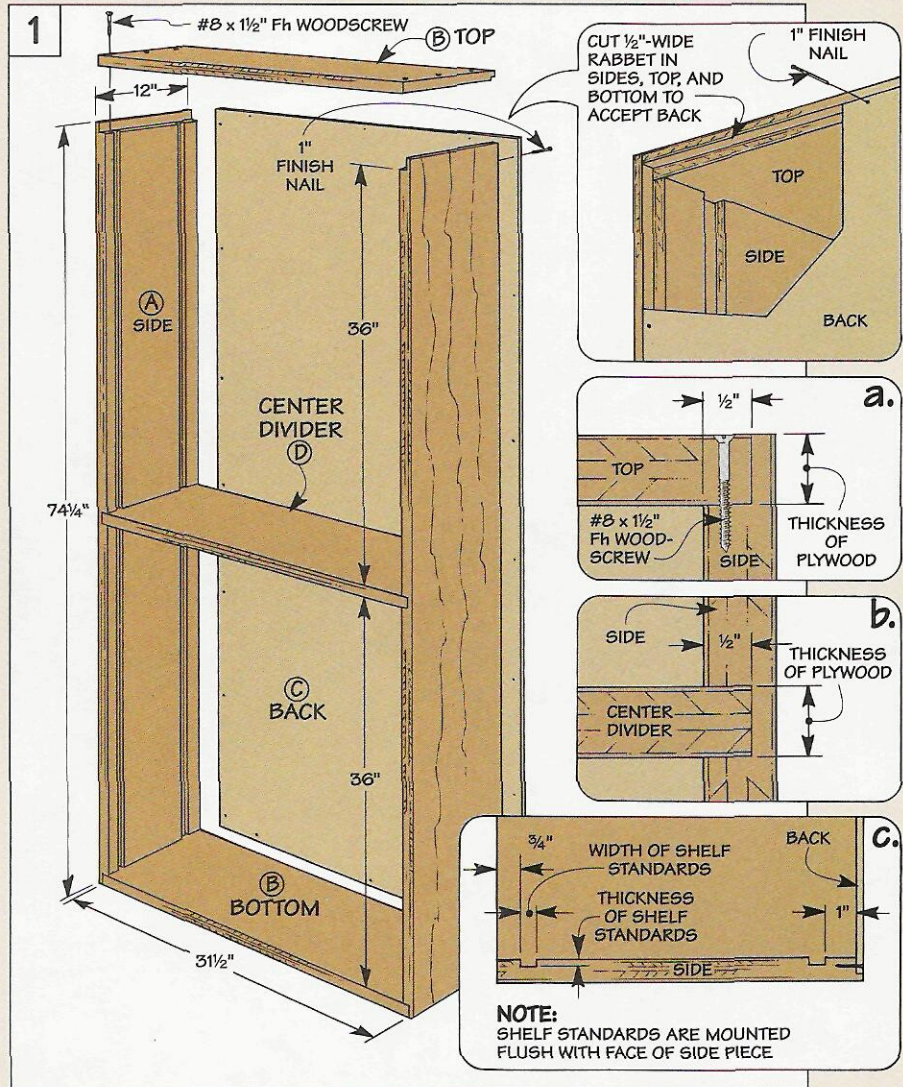 1
#8 x 1½" Fh WOODSCREW
B TOP
12"
1"
FINISH
NAIL
A
SIDE
36"
CENTER
DIVIDER
D
74¼"
C
BACK
36"
B
BOTTOM
31½"
CUT ½"-WIDE
RABBET IN
SIDES, TOP, AND
BOTTOM TO
ACCEPT BACK
1" FINISH
NAIL
TOP
SIDE
BACK
a.
½"
TOP
#8 x 1½"
Fh WOOD-
SCREW
SIDE
THICKNESS
OF
PLYWOOD
b.
SIDE
½"
THICKNESS
OF PLYWOOD
CENTER
DIVIDER
c.
¾"
WIDTH OF SHELF
STANDARDS
BACK
THICKNESS
OF SHELF
STANDARDS
1"
SIDE
NOTE:
SHELF STANDARDS ARE MOUNTED
FLUSH WITH FACE OF SIDE PIECE